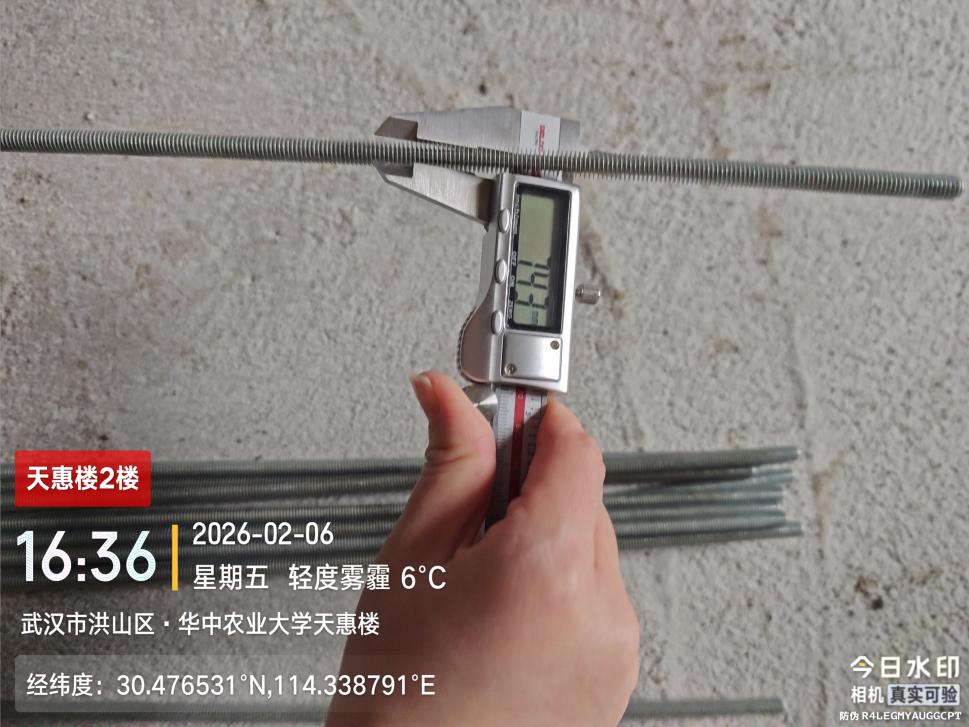 天惠楼2楼
16:36
2026-02-06
星期五 轻度雾霾 6°C
武汉市洪山区·华中农业大学天惠楼
经纬度：30.476531°N,114.338791°E
今日水印
相机 真实可验
防伪 R4LEGMYAUGGCPT